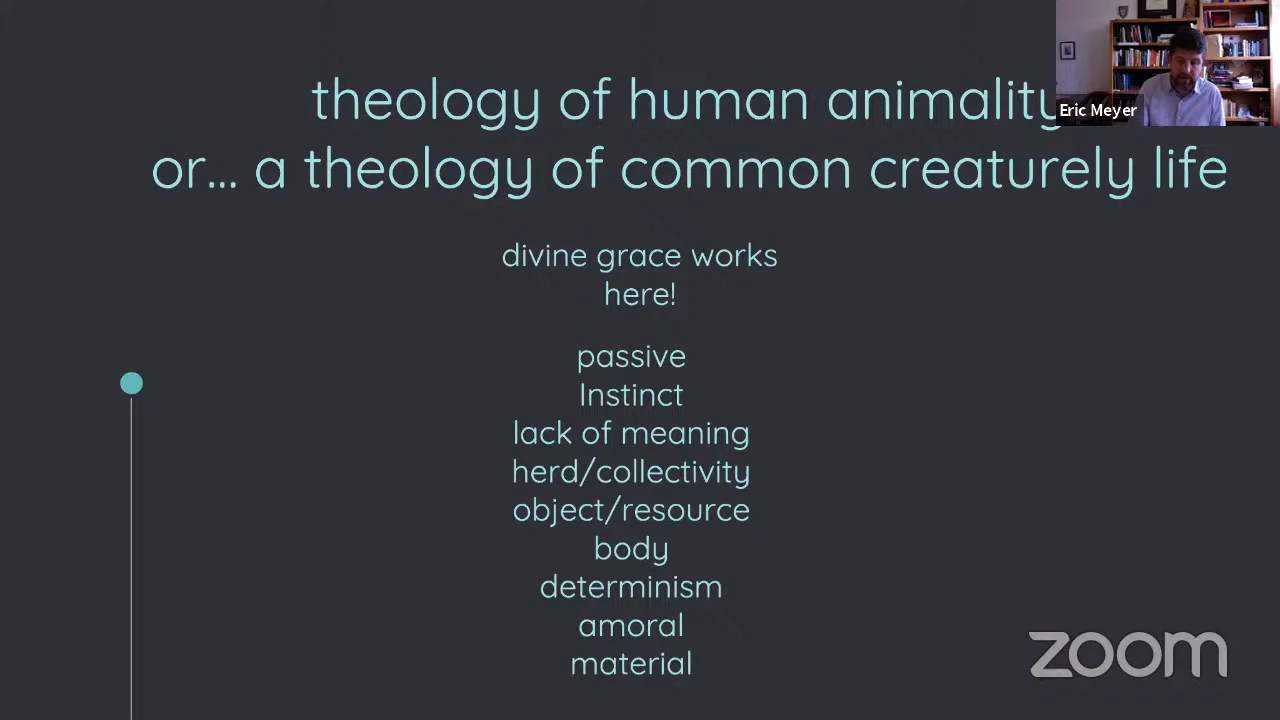 theology of human animality
or... a theology of common creaturely life
Eric Meyer
divine grace works
here!
passive
Instinct
lack of meaning
herd/collectivity
object/resource
body
determinism
amoral
material
zoom